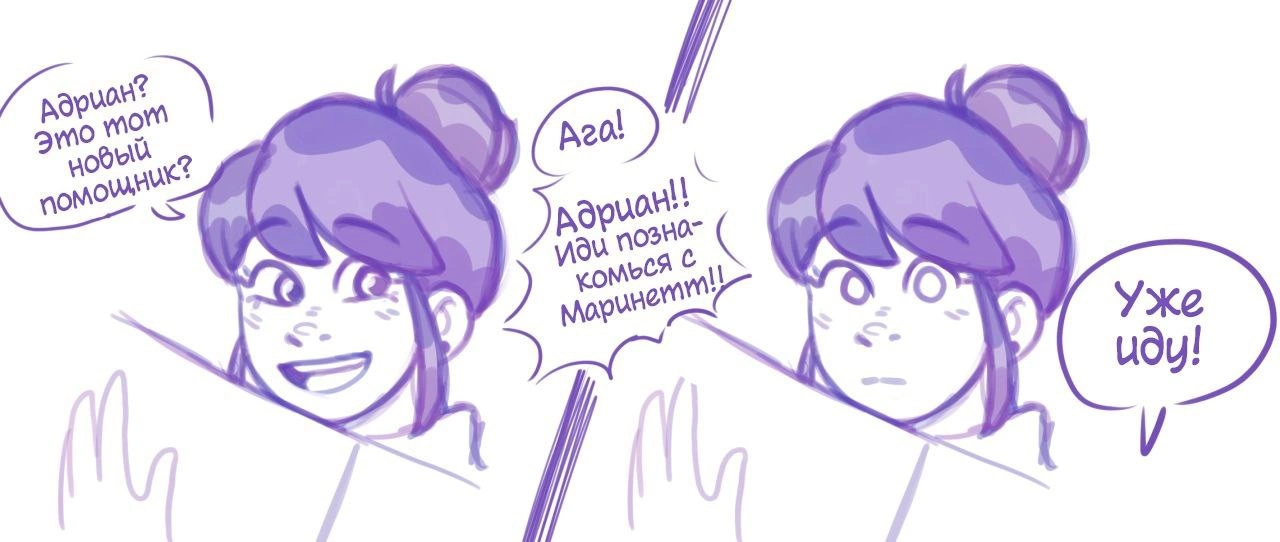 Адриан?
Это тот
новый
помощник?
Ага!
Адриан!!
Иди позна-
комься с
Маринетт!!
Уже
иду!